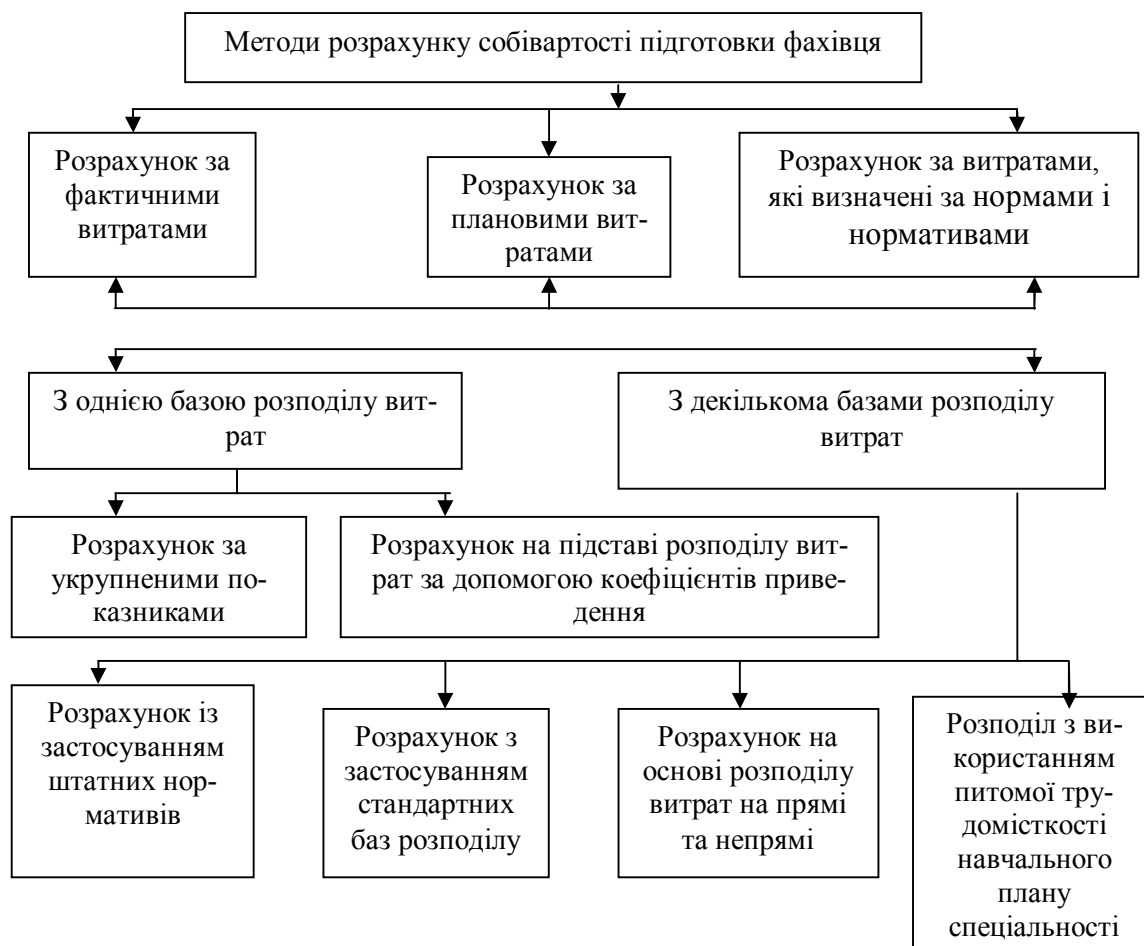 Методи розрахунку собівартості підготовки фахівця
Розрахунок за
фактичними
витратами
Розрахунок за
плановими вит-
ратами
Розрахунок за витратами,
які визначені за нормами і
нормативами
З однією базою розподілу вит-
рат
З декількома базами розподілу
витрат
Розрахунок за
укрупненими по-
казниками
Розрахунок на підставі розподілу вит-
рат за допомогою коефіцієнтів приве-
дення
Розрахунок із
застосуванням
штатних нор-
мативів
Розрахунок з
застосуванням
стандартних
баз розподілу
Розрахунок на
основі розподілу
витрат на прямі
та непрямі
Розподіл з ви-
користанням
питомої тру-
домісткості
навчального
плану
спеціальності